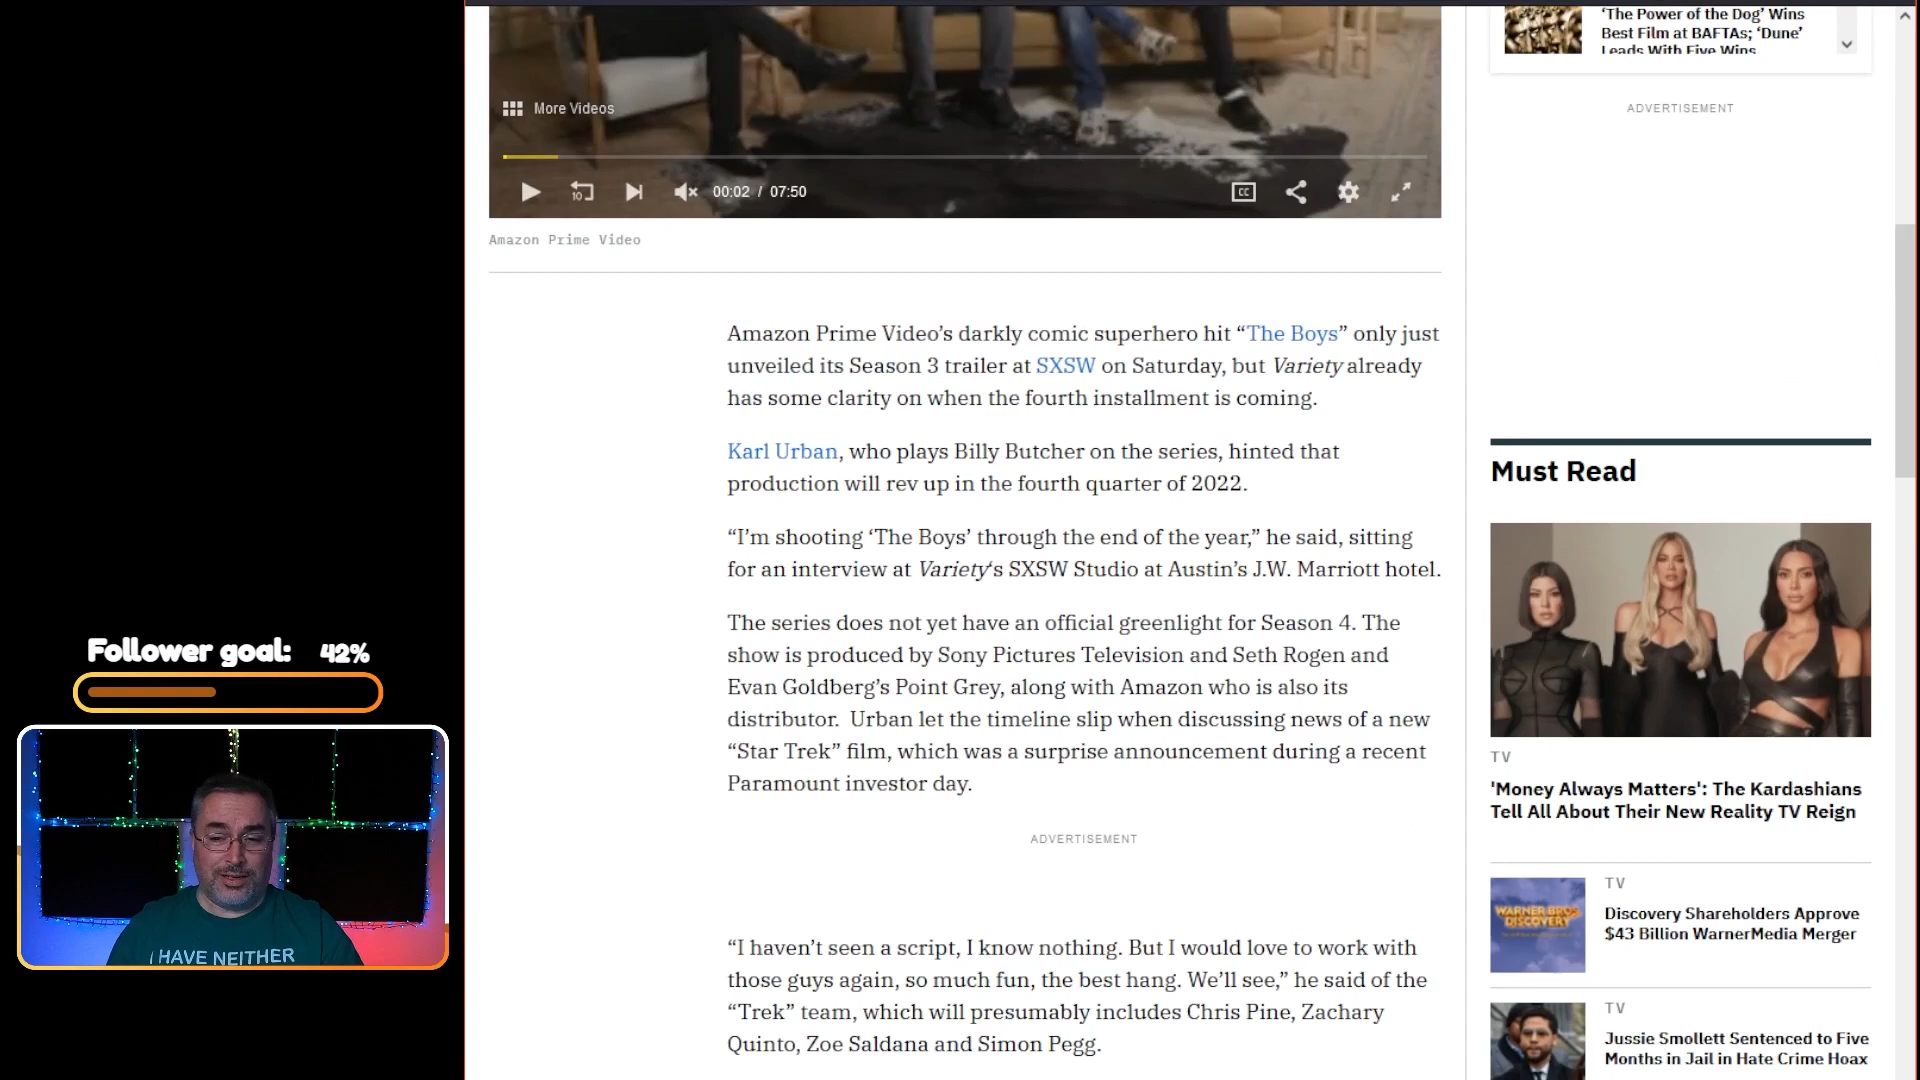 More Videos
00:02 / 07:50
CC
10
Amazon Prime Video
Amazon Prime Video’s darkly comic superhero hit “The Boys” only just
unveiled its Season 3 trailer at SXSW on Saturday, but Variety already
has some clarity on when the fourth installment is coming.
Karl Urban, who plays Billy Butcher on the series, hinted that
production will rev up in the fourth quarter of 2022.
“I’m shooting ‘The Boys’ through the end of the year,” he said, sitting
for an interview at Variety‘s SXSW Studio at Austin’s J.W. Marriott hotel.
The series does not yet have an official greenlight for Season 4. The
show is produced by Sony Pictures Television and Seth Rogen and
Evan Goldberg’s Point Grey, along with Amazon who is also its
distributor.  Urban let the timeline slip when discussing news of a new
“Star Trek” film, which was a surprise announcement during a recent
Paramount investor day.
ADVERTISEMENT
“I haven’t seen a script, I know nothing. But I would love to work with
those guys again, so much fun, the best hang. We’ll see,” he said of the
“Trek” team, which will presumably includes Chris Pine, Zachary
Quinto, Zoe Saldana and Simon Pegg.
‘The Power of the Dog’ Wins
Best Film at BAFTAs; ‘Dune’
Leads With Five Wins
ADVERTISEMENT
Must Read
TV
'Money Always Matters': The Kardashians
Tell All About Their New Reality TV Reign
WARNER BROS.
DISCOVERY
TV
Discovery Shareholders Approve
$43 Billion WarnerMedia Merger
TV
Jussie Smollett Sentenced to Five
Months in Jail in Hate Crime Hoax
Follower goal: 42%
I HAVE NEITHER